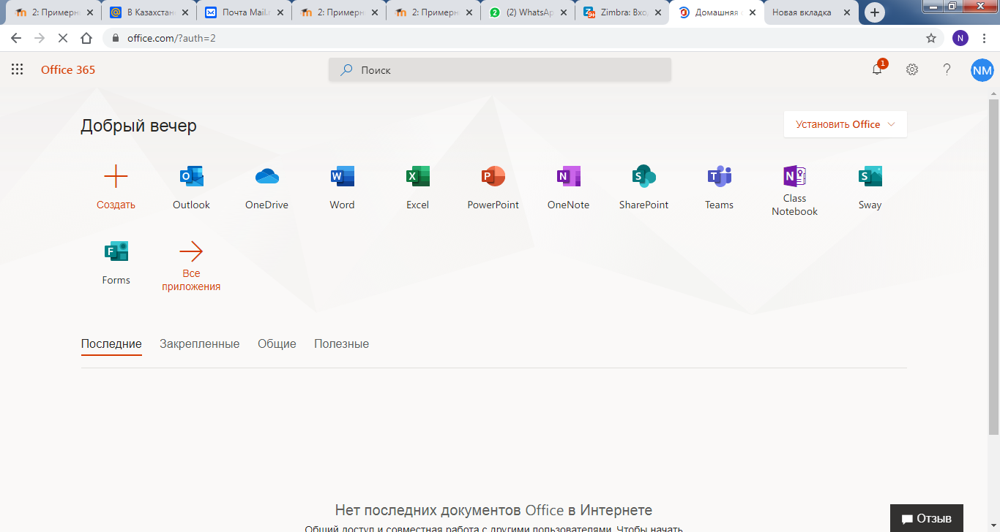 2: Примерн
В Казахстан
Почта Mail.r
2: Примерн
2: Примерн
2 (2) WhatsAp
Z 9+ Zimbra: Вход
Домашняя с
Новая вкладка
office.com/?auth=2
N
Office 365
Поиск
1
?
NM
Добрый вечер
Установить Office
Создать
Outlook
OneDrive
Word
Excel
PowerPoint
OneNote
SharePoint
Teams
Class
Notebook
Sway
Forms
Все
приложения
Последние
Закрепленные
Общие
Полезные
Нет последних документов Office в Интернете
Общий доступ и совместная работа с другими пользователями. Чтобы начать
Отзыв